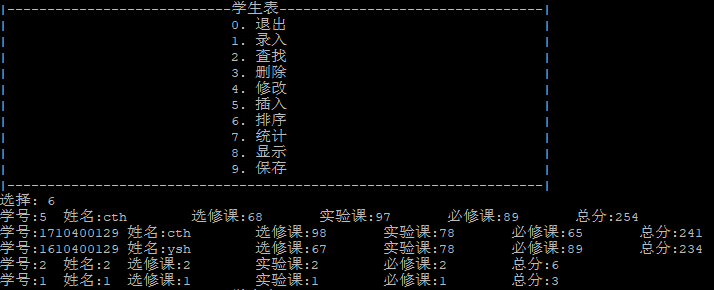 |----------------------------学生表---------------------------------|
0. 退出
1. 录入
2. 查找
3. 删除
4. 修改
5. 插入
6. 排序
7. 统计
8. 显示
9. 保存
|-------------------------------------------------------------------|
选择: 6
学号:5 姓名:cth 选修课:68 实验课:97 必修课:89 总分:254
学号:1710400129 姓名:cth 选修课:98 实验课:78 必修课:65 总分:241
学号:1610400129 姓名:ysh 选修课:67 实验课:78 必修课:89 总分:234
学号:2 姓名:2 选修课:2 实验课:2 必修课:2 总分:6
学号:1 姓名:1 选修课:1 实验课:1 必修课:1 总分:3